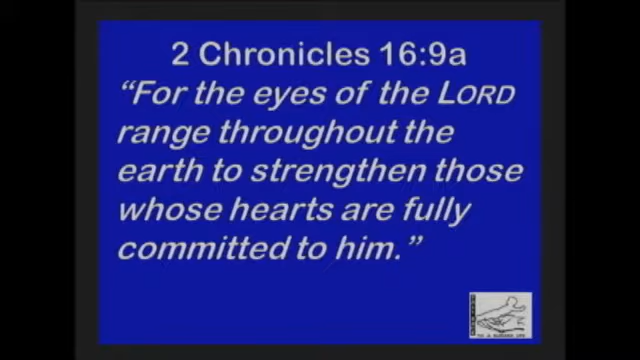 2 Chronicles 16:9a
“For the eyes of the LORD
range throughout the
earth to strengthen those
whose hearts are fully
committed to him.”